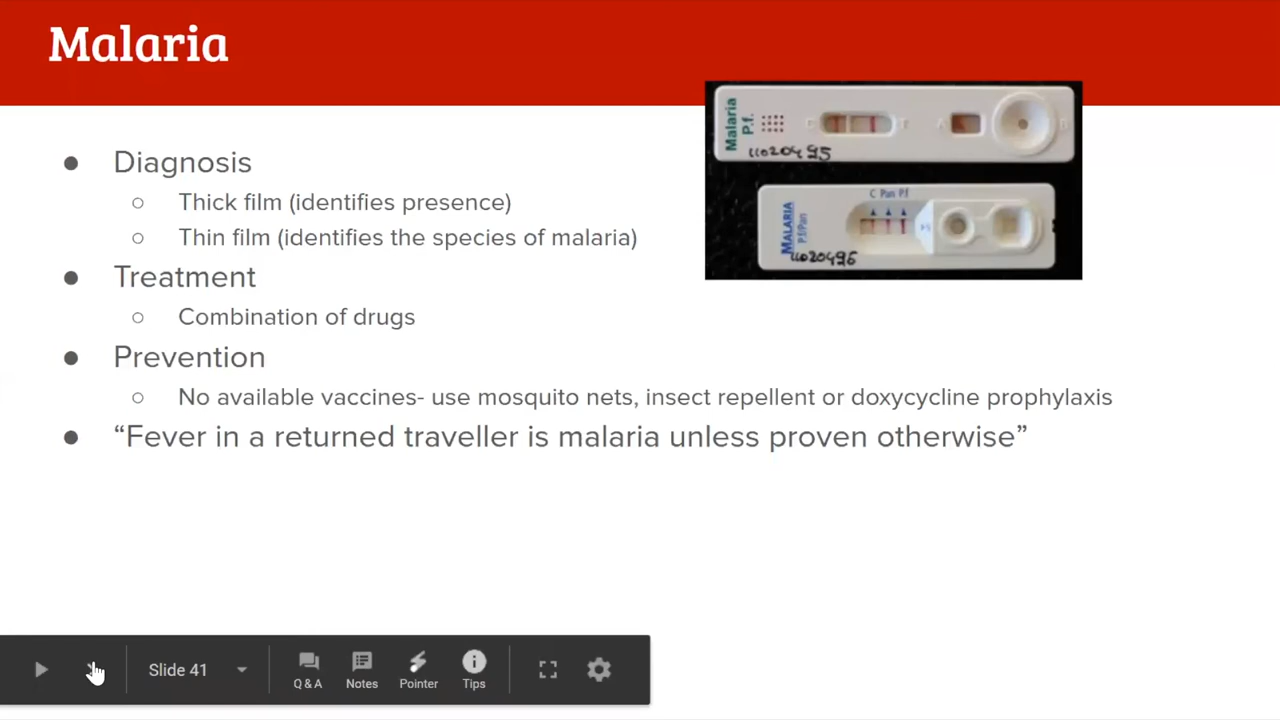 Malaria
Diagnosis
Thick film (identifies presence)
Thin film (identifies the species of malaria)
Treatment
Combination of drugs
Prevention
No available vaccines- use mosquito nets, insect repellent or doxycycline prophylaxis
“Fever in a returned traveller is malaria unless proven otherwise”
Malaria
P.f.
C Pan P.f
MALARIA
P.f/Pan
Slide 41
Q & A
Notes
Pointer
Tips